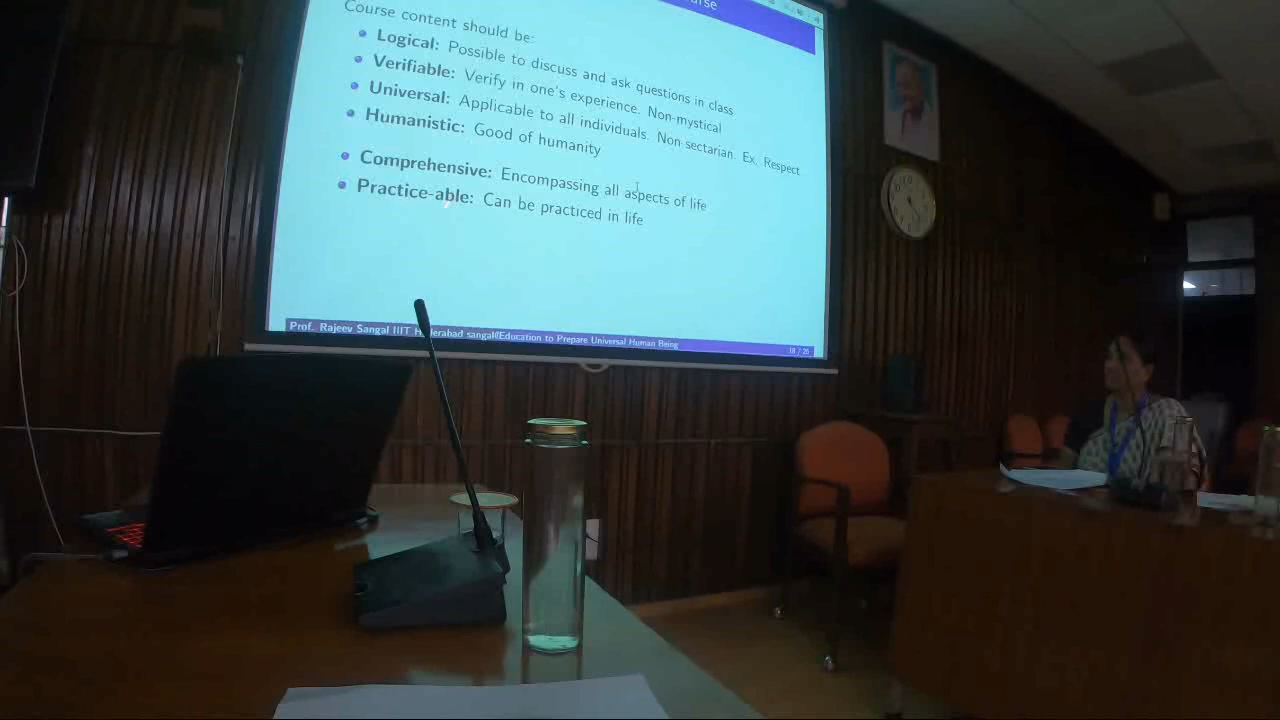 Course content should be:
Logical: Possible to discuss and ask questions in class
Verifiable: Verify in one's experience. Non-mystical
Universal: Applicable to all individuals. Non-sectarian. Ex. Respect
Humanistic: Good of humanity
Comprehensive: Encompassing all aspects of life
Practice-able: Can be practiced in life
Prof. Rajeev Sangal IIIT Hyderabad sangal@Education to Prepare Universal Human Being